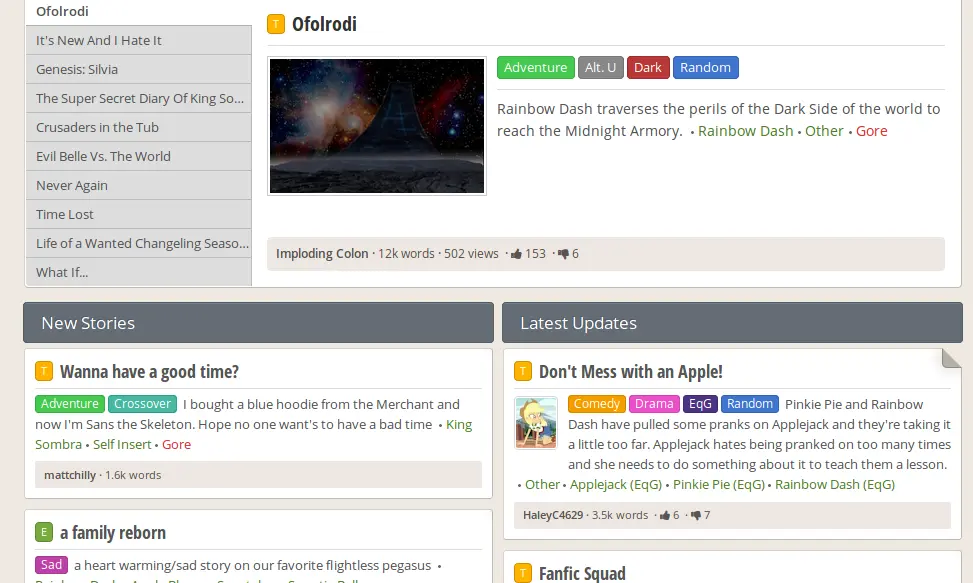 Ofolrodi
It's New And I Hate It
Genesis: Silvia
The Super Secret Diary Of King So...
Crusaders in the Tub
Evil Belle Vs. The World
Never Again
Time Lost
Life of a Wanted Changeling Seaso...
What If...
T Ofolrodi
Adventure Alt. U Dark Random
Rainbow Dash traverses the perils of the Dark Side of the world to
reach the Midnight Armory. • Rainbow Dash • Other • Gore
Imploding Colon · 12k words · 502 views · 153 · 6
New Stories
T Wanna have a good time?
Adventure Crossover I bought a blue hoodie from the Merchant and
now I'm Sans the Skeleton. Hope no one want's to have a bad time • King
Sombra • Self Insert • Gore
mattchilly · 1.6k words
E a family reborn
Sad a heart warming/sad story on our favorite flightless pegasus •
Latest Updates
T Don't Mess with an Apple!
Comedy Drama EqG Random Pinkie Pie and Rainbow
Dash have pulled some pranks on Applejack and they're taking it
a little too far. Applejack hates being pranked on too many times
and she needs to do something about it to teach them a lesson.
• Other • Applejack (EqG) • Pinkie Pie (EqG) • Rainbow Dash (EqG)
HaleyC4629 · 3.5k words · 6 · 7
T Fanfic Squad